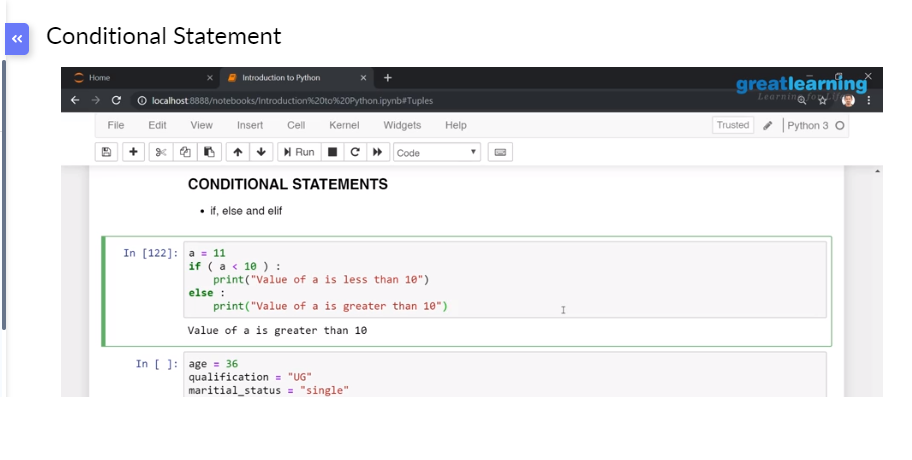 Conditional Statement
Home
Introduction to Python
greatlearning
Learning for Life
localhost:8888/notebooks/Introduction%20to%20Python.ipynb#Tuples
File Edit View Insert Cell Kernel Widgets Help Trusted Python 3
Run Code
CONDITIONAL STATEMENTS
• if, else and elif
In [122]: a = 11
if ( a < 10 ) :
print("Value of a is less than 10")
else :
print("Value of a is greater than 10")
Value of a is greater than 10
In [ ]: age = 36
qualification = "UG"
maritial_status = "single"